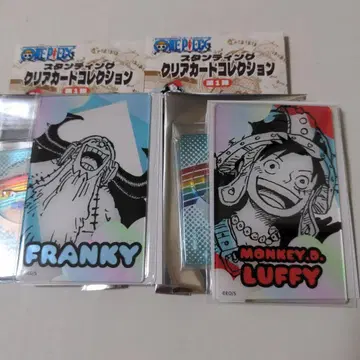 ONE PIECE
スタンディング
クリアカードコレクション
第1弾
ONE PIECE
スタンディング
クリアカードコレクション
第1弾
FRANKY
MONKEY.D.
LUFFY